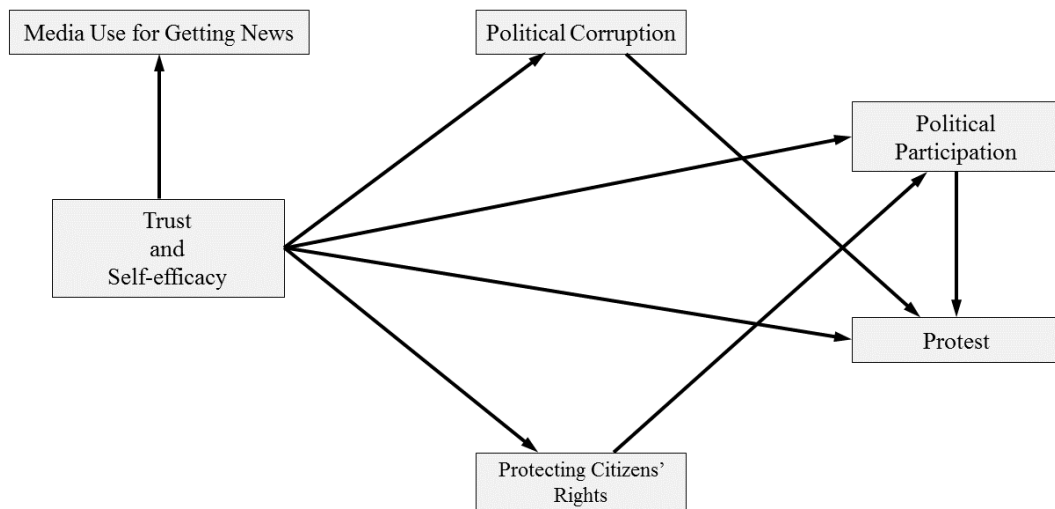 Media Use for Getting News
Political Corruption
Political
Participation
Trust
and
Self-efficacy
Protest
Protecting Citizens’
Rights